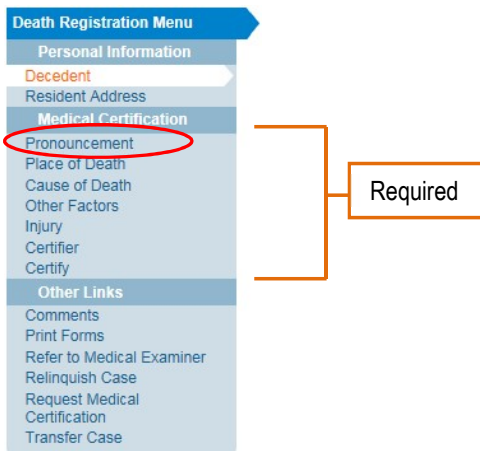 Death Registration Menu
Personal Information
Decedent
Resident Address
Medical Certification
Pronouncement
Place of Death
Cause of Death
Other Factors
Injury
Certifier
Certify
Required
Other Links
Comments
Print Forms
Refer to Medical Examiner
Relinquish Case
Request Medical
Certification
Transfer Case